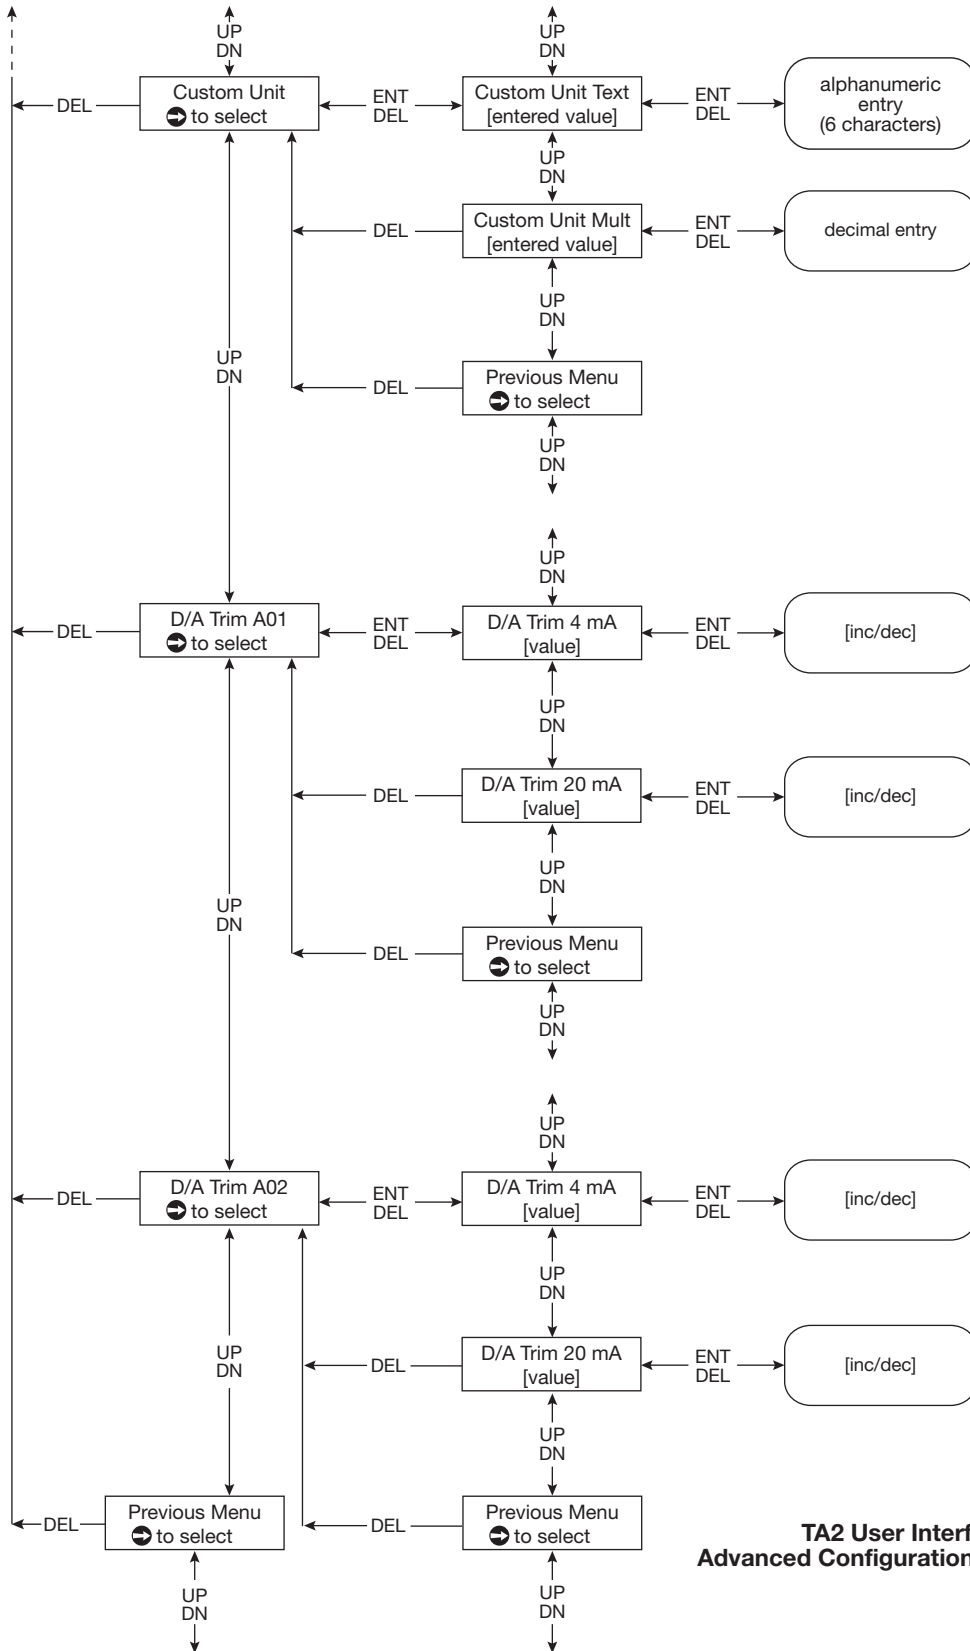 UP
DN
UP
DN
DEL
Custom Unit
to select
ENT
DEL
Custom Unit Text
[entered value]
ENT
DEL
alphanumeric
entry
(6 characters)
UP
DN
DEL
Custom Unit Mult
[entered value]
ENT
DEL
decimal entry
UP
DN
UP
DN
DEL
Previous Menu
to select
UP
DN
UP
DN
DEL
D/A Trim A01
to select
ENT
DEL
D/A Trim 4 mA
[value]
ENT
DEL
[inc/dec]
UP
DN
DEL
D/A Trim 20 mA
[value]
ENT
DEL
[inc/dec]
UP
DN
UP
DN
DEL
Previous Menu
to select
UP
DN
UP
DN
DEL
D/A Trim A02
to select
ENT
DEL
D/A Trim 4 mA
[value]
ENT
DEL
[inc/dec]
UP
DN
UP
DN
DEL
D/A Trim 20 mA
[value]
ENT
DEL
[inc/dec]
UP
DN
DEL
Previous Menu
to select
DEL
Previous Menu
to select
UP
DN
UP
DN
TA2 User Interf
Advanced Configuration